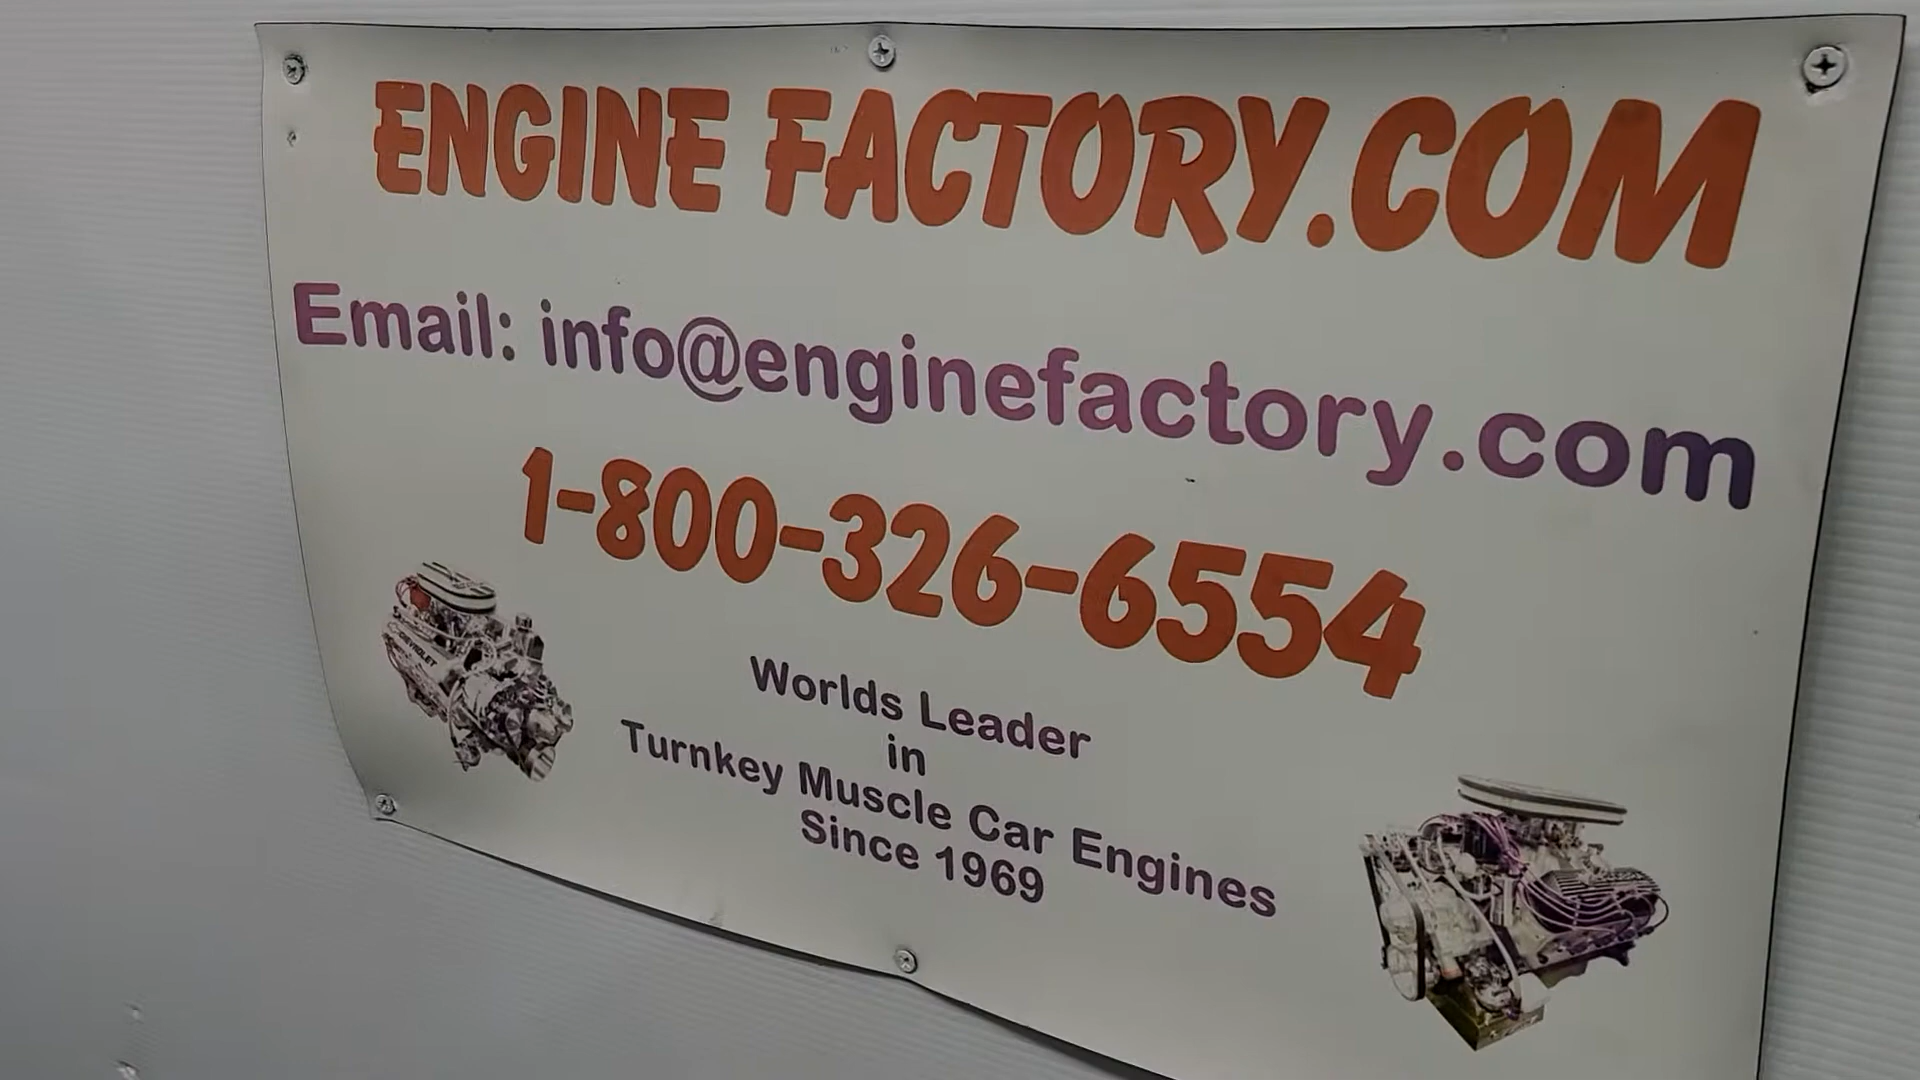 ENGINE FACTORY.COM
Email: info@enginefactory.com
1-800-326-6554
Worlds Leader
in
Turnkey Muscle Car Engines
Since 1969
CHEVROLET